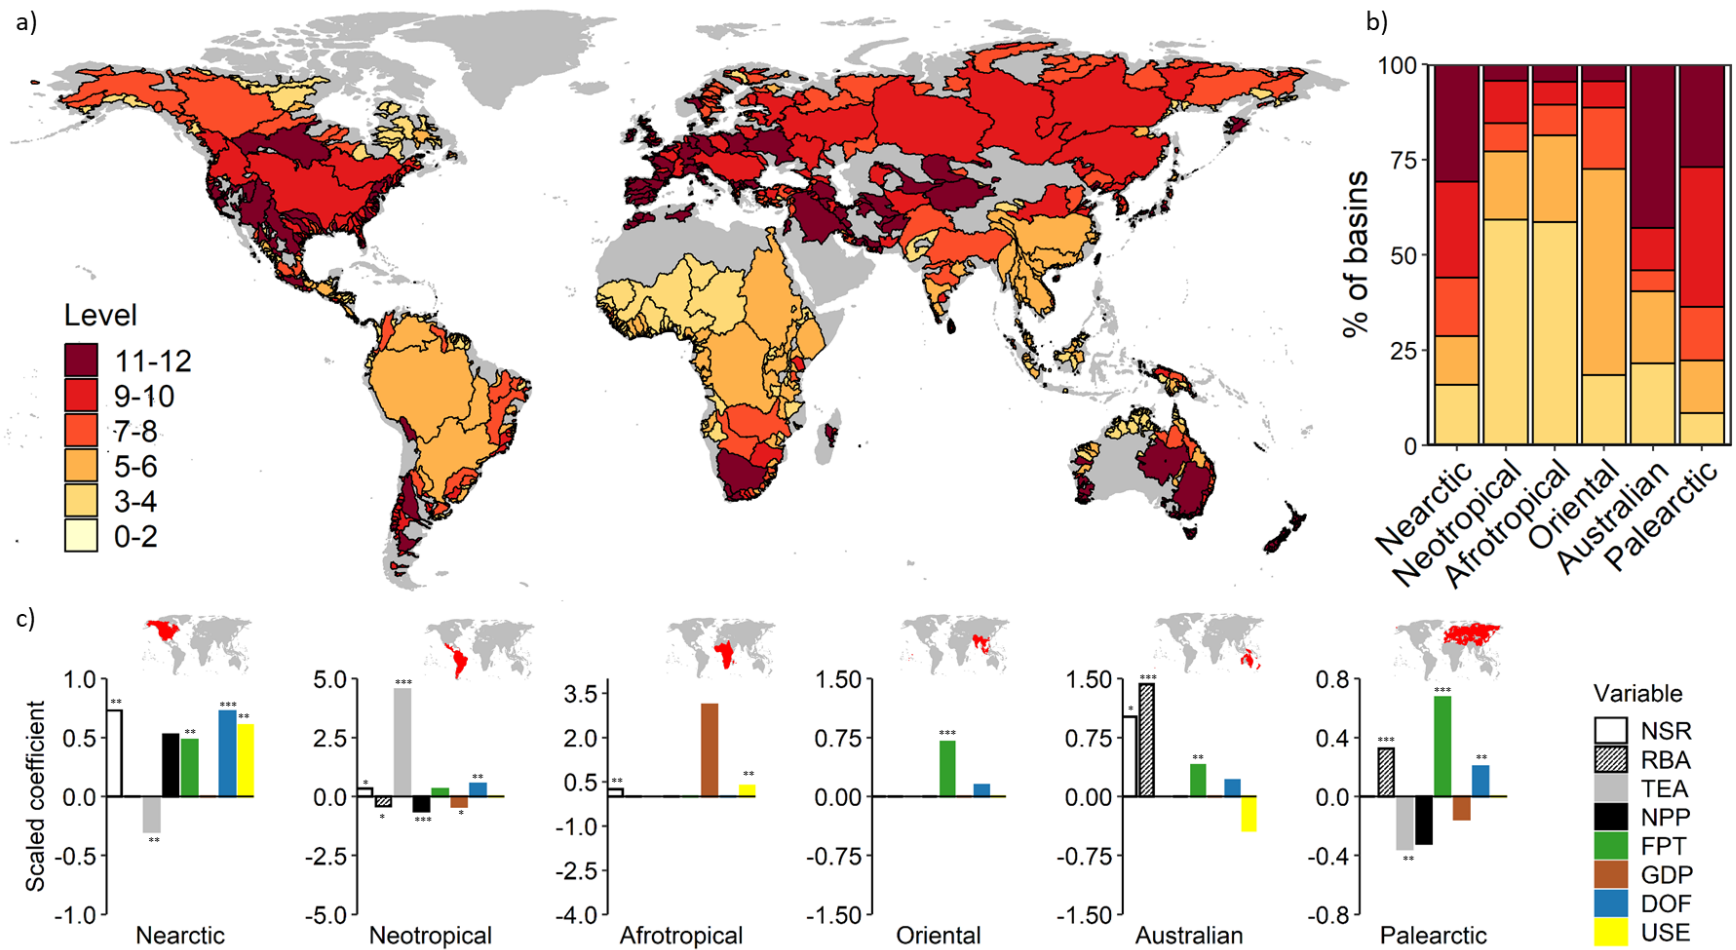 a)
b)
Level
11-12
9-10
7-8
5-6
3-4
0-2
% of basins
100
75
50
25
0
Nearctic
Neotropical
Afrotropical
Oriental
Australian
Palearctic
c)
Scaled coefficient
1.0
0.5
0.0
-0.5
-1.0
**
**
**
***
**
Nearctic
5.0
2.5
0.0
-2.5
-5.0
*
*
***
***
*
**
Neotropical
3.5
2.0
0.5
-1.0
-2.5
-4.0
**
**
Afrotropical
1.50
0.75
0.00
-0.75
-1.50
***
Oriental
1.50
0.75
0.00
-0.75
-1.50
*
***
**
Australian
0.8
0.4
0.0
-0.4
-0.8
***
**
***
**
Palearctic
Variable
NSR
RBA
TEA
NPP
FPT
GDP
DOF
USE